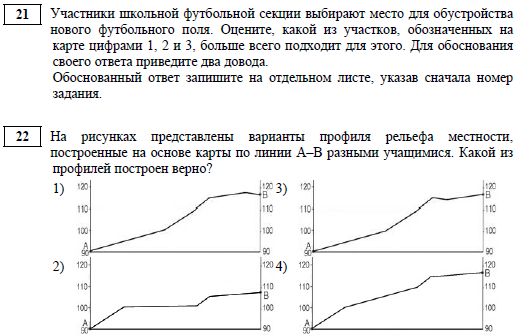 21 Участники школьной футбольной секции выбирают место для обустройства
нового футбольного поля. Оцените, какой из участков, обозначенных на
карте цифрами 1, 2 и 3, больше всего подходит для этого. Для обоснования
своего ответа приведите два довода.
Обоснованный ответ запишите на отдельном листе, указав сначала номер
задания.
22 На рисунках представлены варианты профиля рельефа местности,
построенные на основе карты по линии А–В разными учащимися. Какой из
профилей построен верно?
1) 120 110 100 90 A B 120 110 100 90
3) 120 110 100 90 A B 120 110 100 90
2) 120 110 100 90 A B 120 110 100 90
4) 120 110 100 90 A B 120 110 100 90